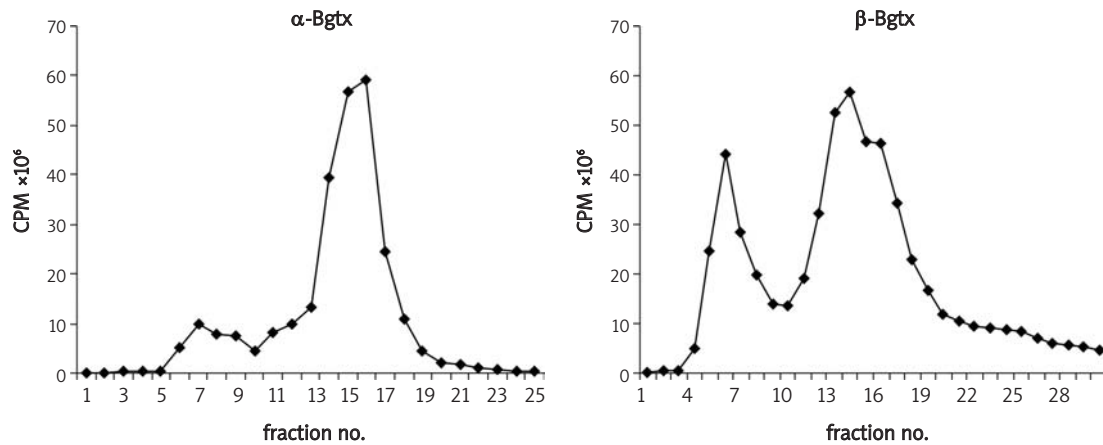 α-Bgtx
70
60
50
40
30
20
10
0
CPM ×10⁶
1 3 5 7 9 11 13 15 17 19 21 23 25
fraction no.
β-Bgtx
70
60
50
40
30
20
10
0
CPM ×10⁶
1 4 7 10 13 16 19 22 25 28
fraction no.